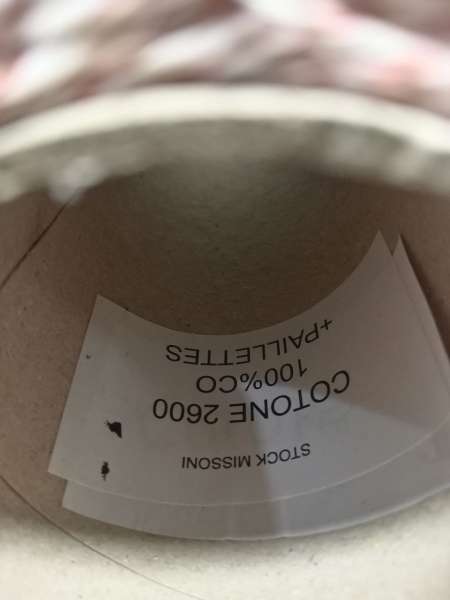 STOCK MISSONI
COTONE 2600
100%CO
+PAILLETTES